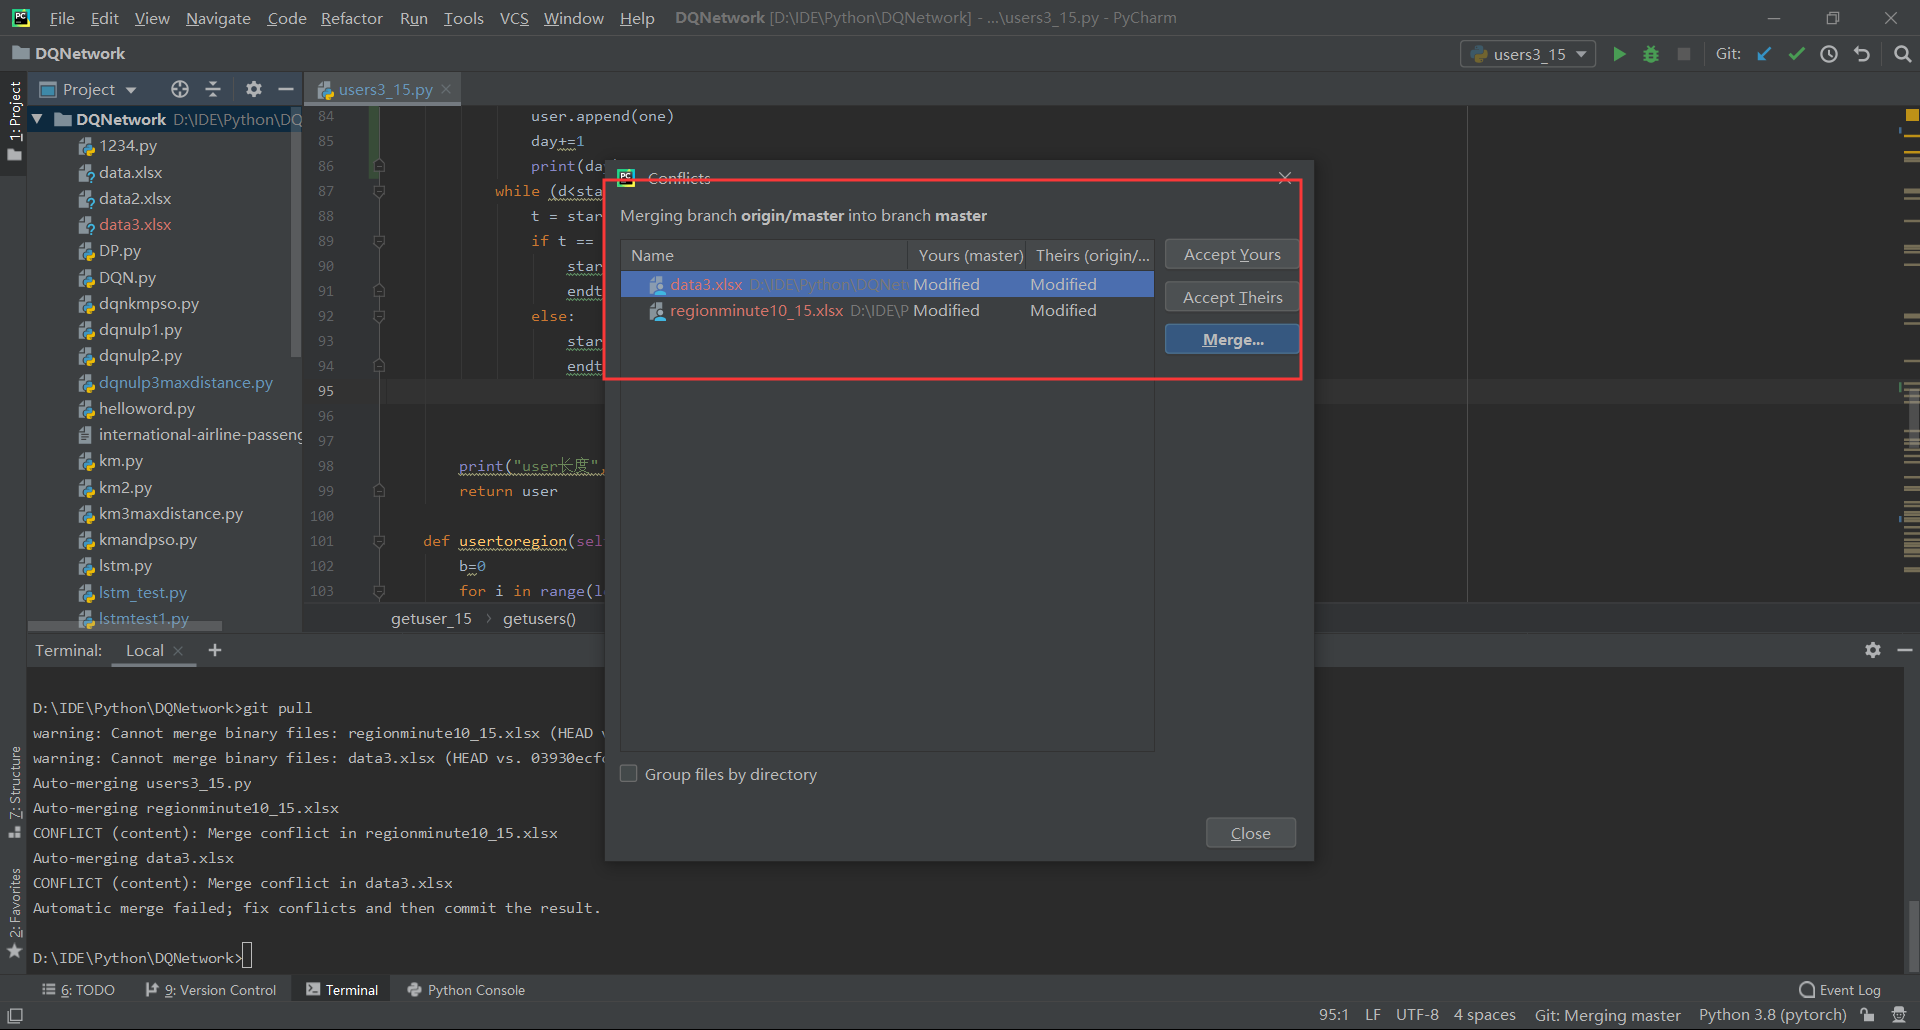 File Edit View Navigate Code Refactor Run Tools VCS Window Help DQNetwork [D:\IDE\Python\DQNetwork] - ...\users3_15.py - PyCharm
DQNetwork
users3_15
Git:
1: Project
Project
users3_15.py
DQNetwork D:\IDE\Python\DQ
1234.py
data.xlsx
data2.xlsx
data3.xlsx
DP.py
DQN.py
dqnkmpso.py
dqnulp1.py
dqnulp2.py
dqnulp3maxdistance.py
helloword.py
international-airline-passeng
km.py
km2.py
km3maxdistance.py
kmandpso.py
lstm.py
lstm_test.py
lstmtest1.py
84 user.append(one)
85 day+=1
86 print(da
87 while (d<sta
88 t = star
89 if t ==
90 star
91 endt
92 else:
93 star
94 endt
95
96
97
98 print("user长度",
99 return user
100
101 def usertoregion(sel
102 b=0
103 for i in range(l
getuser_15 › getusers()
Conflicts
Merging branch origin/master into branch master
Name Yours (master) Theirs (origin/...
data3.xlsx D:\IDE\Python\DQNet Modified Modified
regionminute10_15.xlsx D:\IDE\P Modified Modified
Accept Yours
Accept Theirs
Merge...
Group files by directory
Close
Terminal: Local +
D:\IDE\Python\DQNetwork>git pull
warning: Cannot merge binary files: regionminute10_15.xlsx (HEAD v
warning: Cannot merge binary files: data3.xlsx (HEAD vs. 03930ecf
Auto-merging users3_15.py
Auto-merging regionminute10_15.xlsx
CONFLICT (content): Merge conflict in regionminute10_15.xlsx
Auto-merging data3.xlsx
CONFLICT (content): Merge conflict in data3.xlsx
Automatic merge failed; fix conflicts and then commit the result.
D:\IDE\Python\DQNetwork>
7: Structure
2: Favorites
6: TODO 9: Version Control Terminal Python Console Event Log
95:1 LF UTF-8 4 spaces Git: Merging master Python 3.8 (pytorch)